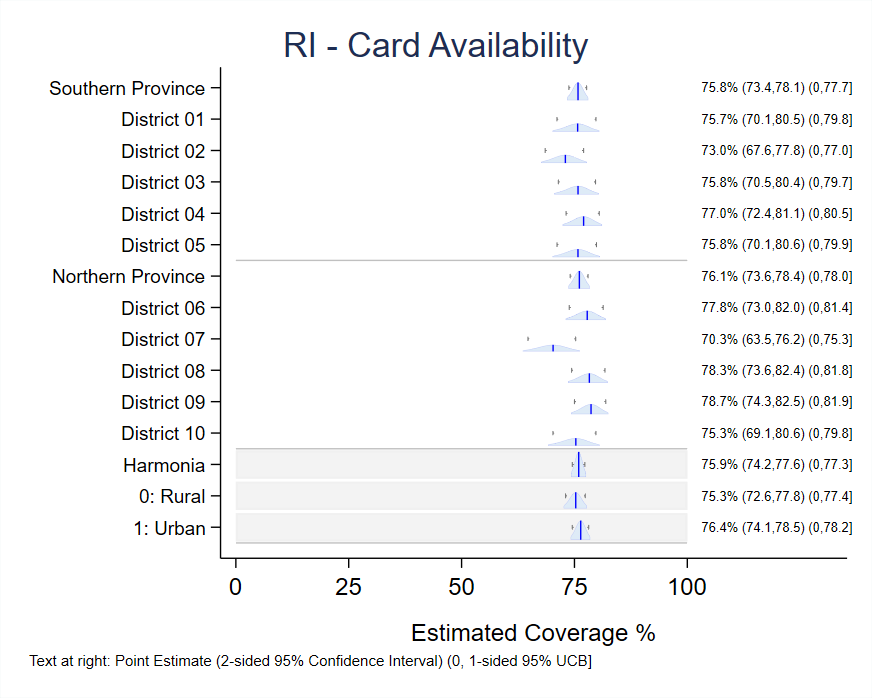 RI - Card Availability
Southern Province 75.8% (73.4,78.1) (0,77.7]
District 01 75.7% (70.1,80.5) (0,79.8]
District 02 73.0% (67.6,77.8) (0,77.0]
District 03 75.8% (70.5,80.4) (0,79.7]
District 04 77.0% (72.4,81.1) (0,80.5]
District 05 75.8% (70.1,80.6) (0,79.9]
Northern Province 76.1% (73.6,78.4) (0,78.0]
District 06 77.8% (73.0,82.0) (0,81.4]
District 07 70.3% (63.5,76.2) (0,75.3]
District 08 78.3% (73.6,82.4) (0,81.8]
District 09 78.7% (74.3,82.5) (0,81.9]
District 10 75.3% (69.1,80.6) (0,79.8]
Harmonia 75.9% (74.2,77.6) (0,77.3]
0: Rural 75.3% (72.6,77.8) (0,77.4]
1: Urban 76.4% (74.1,78.5) (0,78.2]
0 25 50 75 100
Estimated Coverage %
Text at right: Point Estimate (2-sided 95% Confidence Interval) (0, 1-sided 95% UCB]